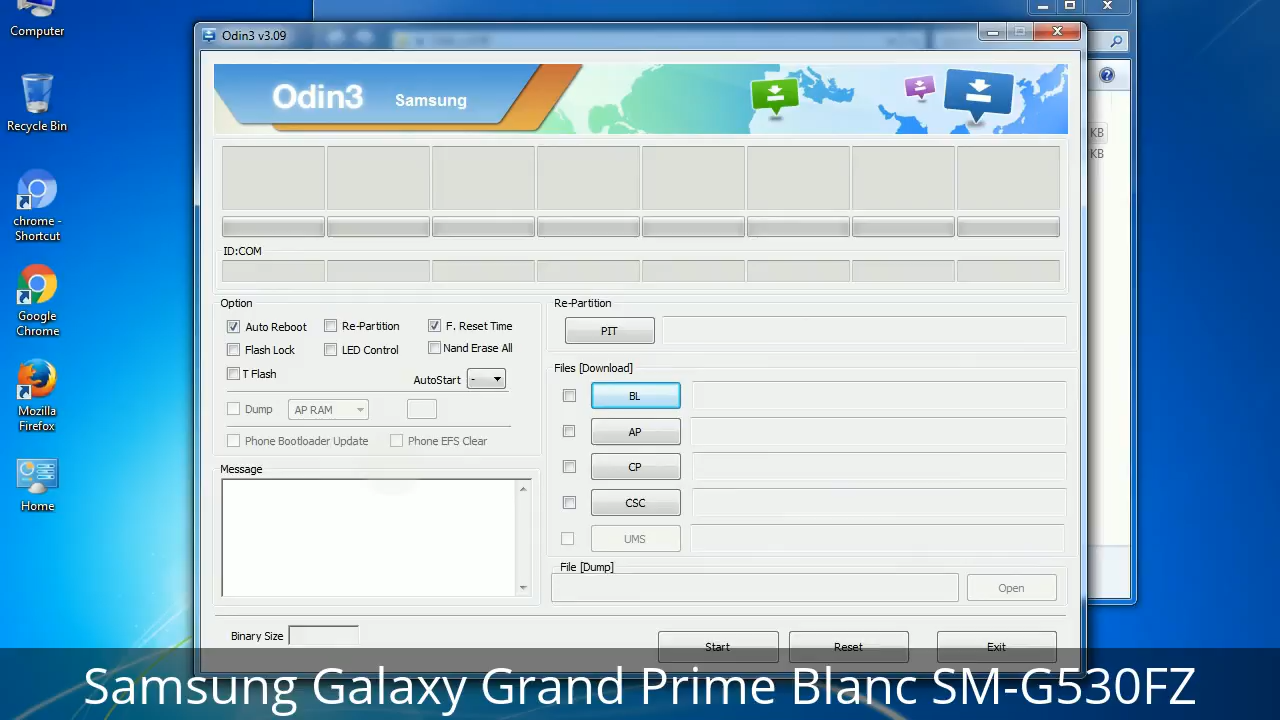 Computer
Recycle Bin
chrome -
Shortcut
Google
Chrome
Mozilla
Firefox
Home
Odin3 v3.09
Odin3 Samsung
KB
KB
ID:COM
Option
Auto Reboot
Re-Partition
F. Reset Time
Flash Lock
LED Control
Nand Erase All
T Flash
AutoStart -
Dump
AP RAM
Phone Bootloader Update
Phone EFS Clear
Message
Binary Size
Re-Partition
PIT
Files [Download]
BL
AP
CP
CSC
UMS
File [Dump]
Open
Start
Reset
Exit
Samsung Galaxy Grand Prime Blanc SM-G530FZ